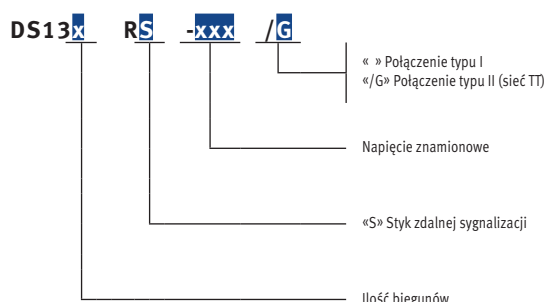 DS13x RS -xxx /G
« » Połączenie typu I
«/G» Połączenie typu II (sieć TT)
Napięcie znamionowe
«S» Styk zdalnej sygnalizacji
Ilość biegunów